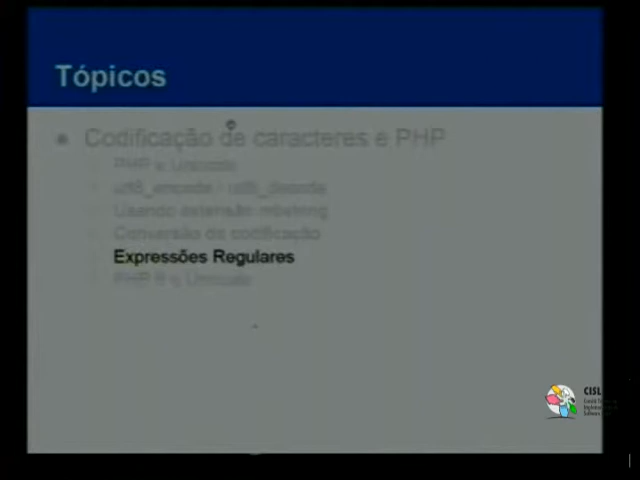 Tópicos
Codificação de caracteres e PHP
PHP e Unicode
utf8_encode / utf8_decode
Usando extensão mbstring
Conversão de codificação
Expressões Regulares
PHP 6 e Unicode
CISL